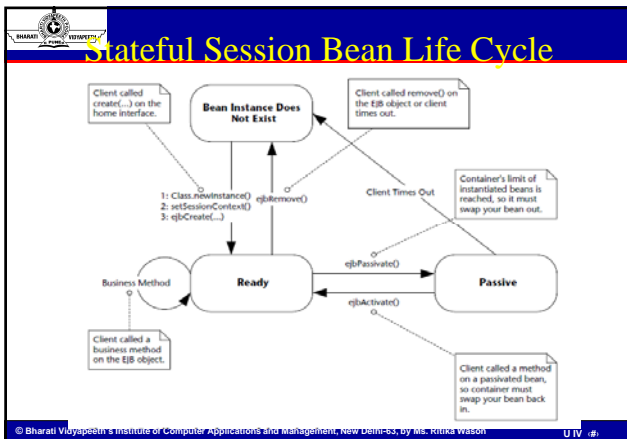 BHARATI VIDYAPEETH
PUNE
Stateful Session Bean Life Cycle
Client called
create(...) on the
home interface.
Bean Instance Does
Not Exist
Client called remove() on
the EJB object or client
times out.
1: Class.newInstance()
2: setSessionContext()
3: ejbCreate(...)
ejbRemove()
Client Times Out
Container's limit of
instantiated beans is
reached, so it must
swap your bean out.
Business Method
Ready
ejbPassivate()
ejbActivate()
Passive
Client called a
business method
on the EJB object.
Client called a method
on a passivated bean,
so container must
swap your bean back
in.
© Bharati Vidyapeeth's Institute of Computer Applications and Management, New Delhi-63, by Ms. Ritika Wason
U IV ‹#›